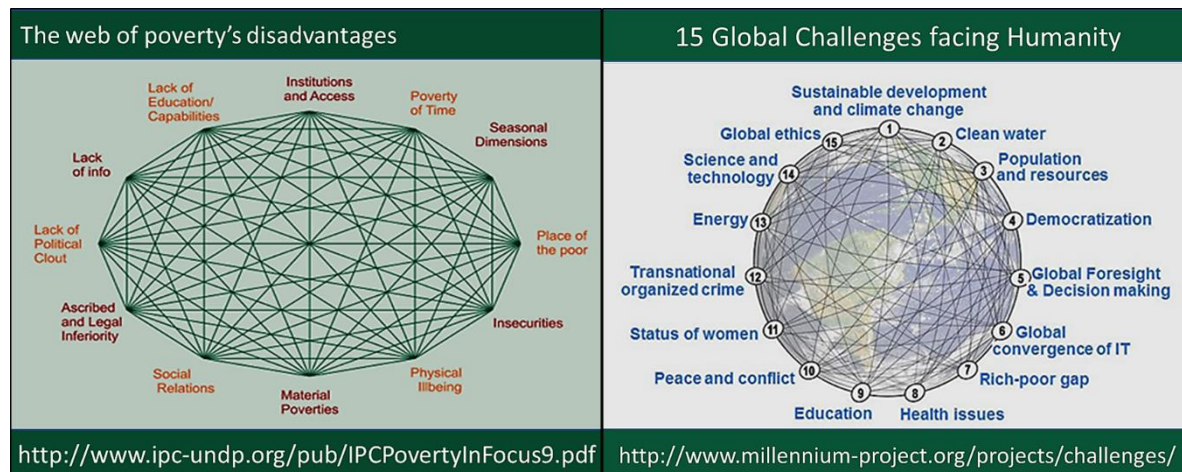 The web of poverty's disadvantages
Institutions
and Access
Poverty
of Time
Seasonal
Dimensions
Place of
the poor
Insecurities
Physical
Illbeing
Material
Poverties
Social
Relations
Ascribed
and Legal
Inferiority
Lack of
Political
Clout
Lack
of info
Lack of
Education/
Capabilities
http://www.ipc-undp.org/pub/IPCPovertyInFocus9.pdf
15 Global Challenges facing Humanity
Sustainable development
and climate change
1
Clean water
2
Population
and resources
3
Democratization
4
Global Foresight
& Decision making
5
Global
convergence of IT
6
Rich-poor gap
7
Health issues
8
Education
9
Peace and conflict
10
Status of women
11
Transnational
organized crime
12
Energy
13
Science and
technology
14
Global ethics
15
http://www.millennium-project.org/projects/challenges/